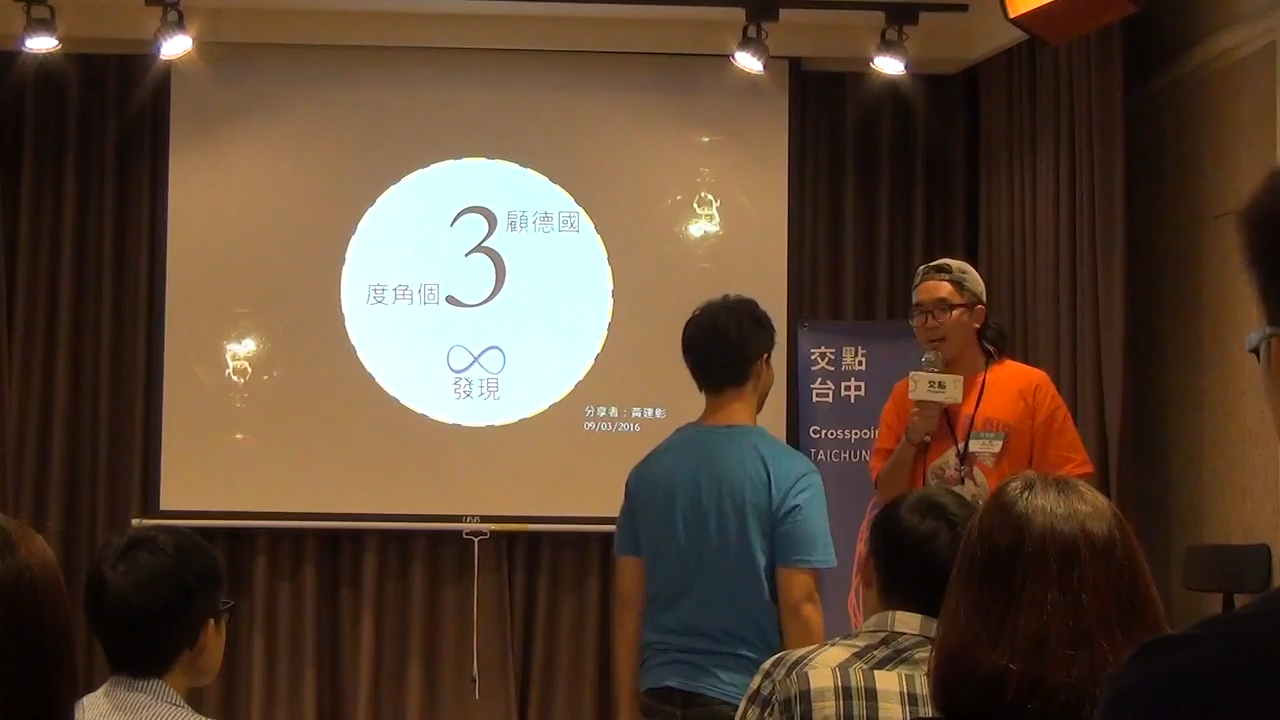 3 顧德國
度角個
發現
分享者：黃建彰
09/03/2016
交點
台中
Crosspoin
TAICHUN
交點